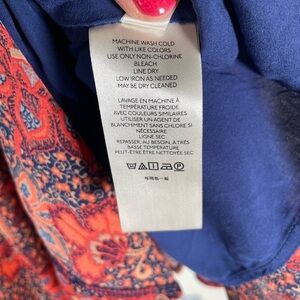 MACHINE WASH COLD
WITH LIKE COLORS
USE ONLY NON-CHLORINE
BLEACH
LINE DRY
LOW IRON AS NEEDED
MAY BE DRY CLEANED
LAVAGE EN MACHINE À
TEMPÉRATURE FROIDE
AVEC COULEURS SIMILAIRES
UTILISER UN AGENT DE
BLANCHIMENT SANS CHLORE SI
NÉCESSAIRE
LIGNE SEC
REPASSER, AU BESOIN, À TRÈS
BASSE TEMPÉRATURE
PEUT-ÊTRE ÊTRE NETTOYÉE SEC